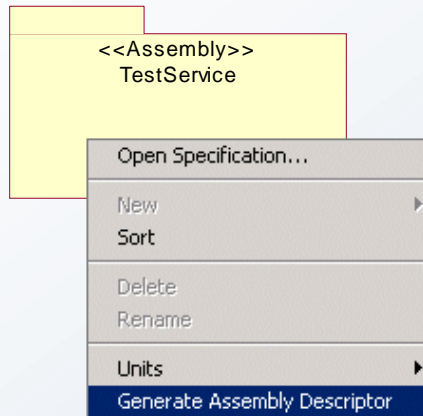 <<Assembly>>
TestService
Open Specification...
New
Sort
Delete
Rename
Units
Generate Assembly Descriptor